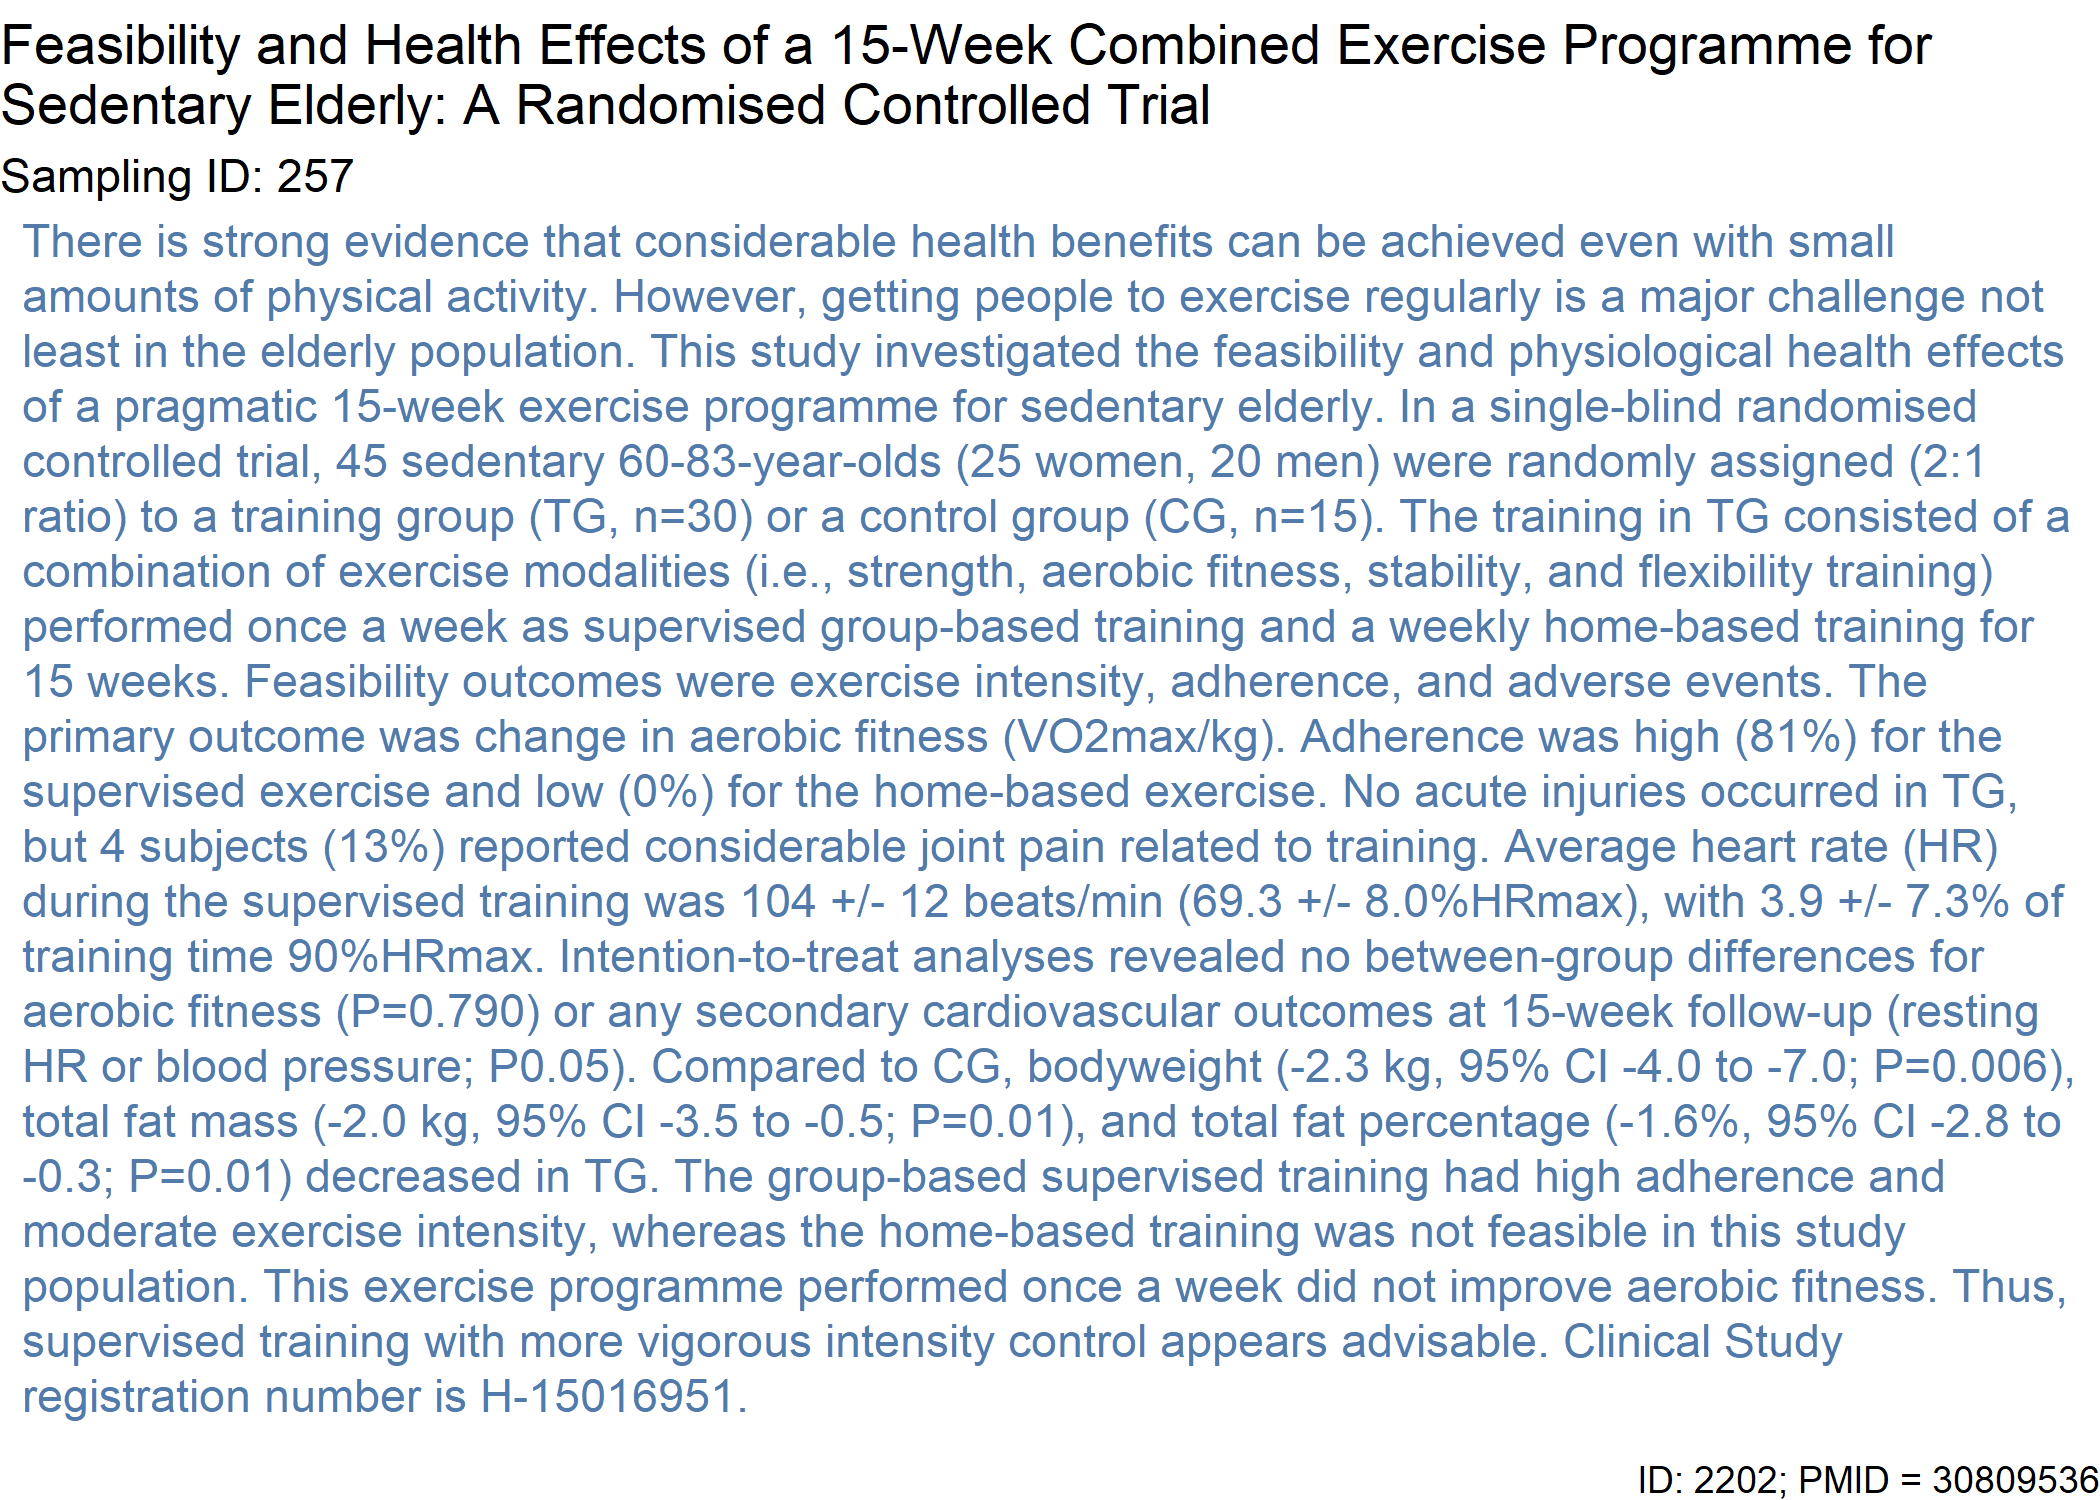 Feasibility and Health Effects of a 15-Week Combined Exercise Programme for
Sedentary Elderly: A Randomised Controlled Trial
Sampling ID: 257
There is strong evidence that considerable health benefits can be achieved even with small
amounts of physical activity. However, getting people to exercise regularly is a major challenge not
least in the elderly population. This study investigated the feasibility and physiological health effects
of a pragmatic 15-week exercise programme for sedentary elderly. In a single-blind randomised
controlled trial, 45 sedentary 60-83-year-olds (25 women, 20 men) were randomly assigned (2:1
ratio) to a training group (TG, n=30) or a control group (CG, n=15). The training in TG consisted of a
combination of exercise modalities (i.e., strength, aerobic fitness, stability, and flexibility training)
performed once a week as supervised group-based training and a weekly home-based training for
15 weeks. Feasibility outcomes were exercise intensity, adherence, and adverse events. The
primary outcome was change in aerobic fitness (VO2max/kg). Adherence was high (81%) for the
supervised exercise and low (0%) for the home-based exercise. No acute injuries occurred in TG,
but 4 subjects (13%) reported considerable joint pain related to training. Average heart rate (HR)
during the supervised training was 104 +/- 12 beats/min (69.3 +/- 8.0%HRmax), with 3.9 +/- 7.3% of
training time 90%HRmax. Intention-to-treat analyses revealed no between-group differences for
aerobic fitness (P=0.790) or any secondary cardiovascular outcomes at 15-week follow-up (resting
HR or blood pressure; P0.05). Compared to CG, bodyweight (-2.3 kg, 95% CI -4.0 to -7.0; P=0.006),
total fat mass (-2.0 kg, 95% CI -3.5 to -0.5; P=0.01), and total fat percentage (-1.6%, 95% CI -2.8 to
-0.3; P=0.01) decreased in TG. The group-based supervised training had high adherence and
moderate exercise intensity, whereas the home-based training was not feasible in this study
population. This exercise programme performed once a week did not improve aerobic fitness. Thus,
supervised training with more vigorous intensity control appears advisable. Clinical Study
registration number is H-15016951.
ID: 2202; PMID = 30809536